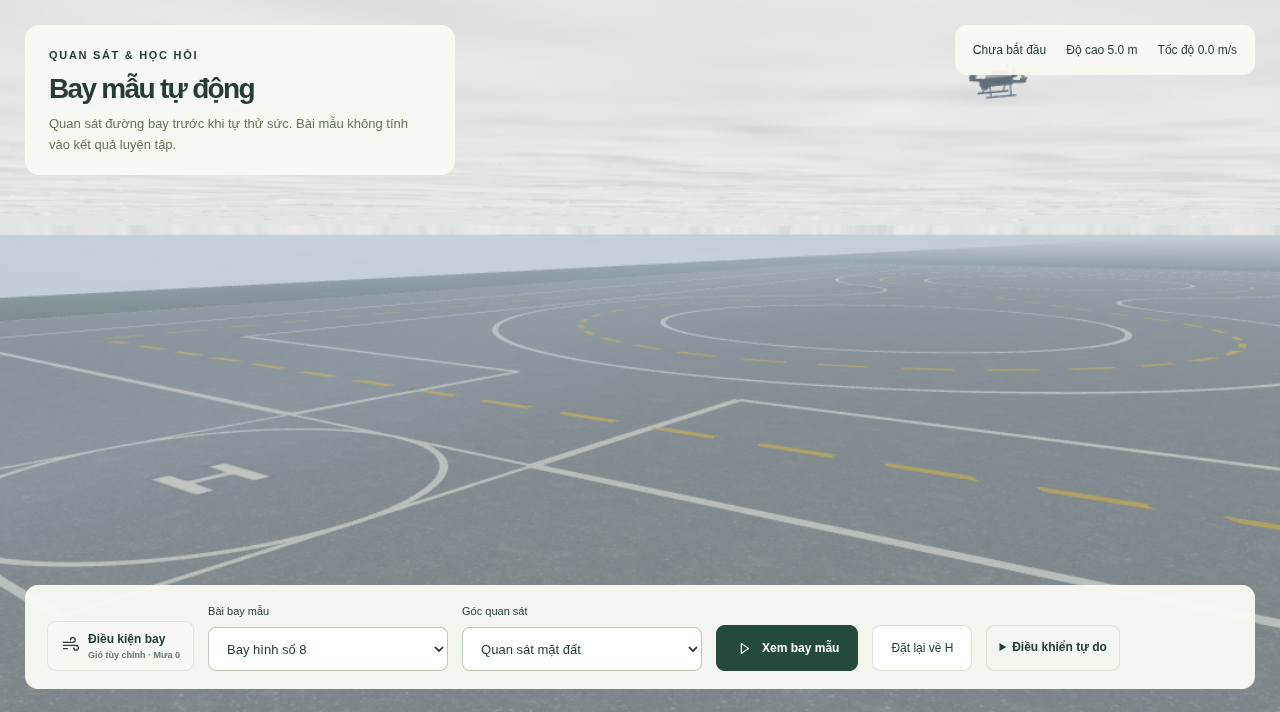 QUAN SÁT & HỌC HỎI
Bay mẫu tự động
Quan sát đường bay trước khi tự thử sức. Bài mẫu không tính
vào kết quả luyện tập.
Chưa bắt đầu Độ cao 5.0 m Tốc độ 0.0 m/s
H
Điều kiện bay
Gió tùy chỉnh · Mưa 0
Bài bay mẫu
Bay hình số 8
Góc quan sát
Quan sát mặt đất
Xem bay mẫu
Đặt lại về H
Điều khiển tự do